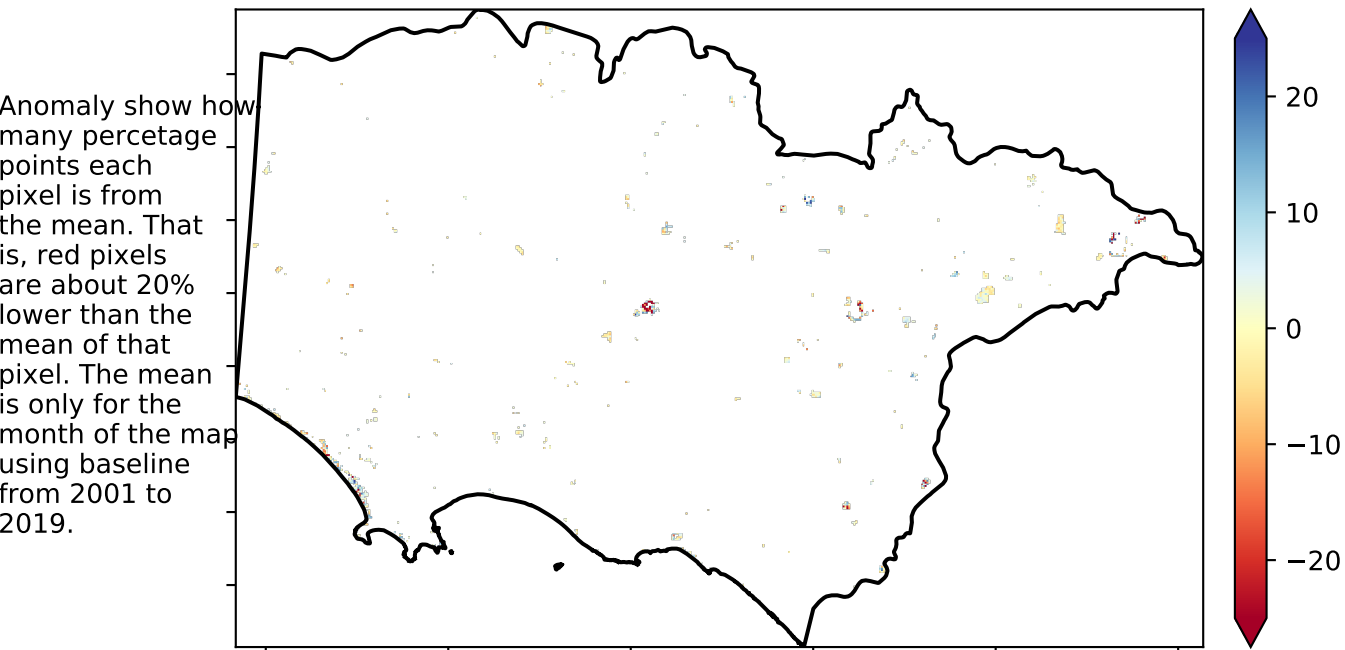 Anomaly show how
many percetage
points each
pixel is from
the mean. That
is, red pixels
are about 20%
lower than the
mean of that
pixel. The mean
is only for the
month of the map
using baseline
from 2001 to
2019.
20
10
0
−10
−20